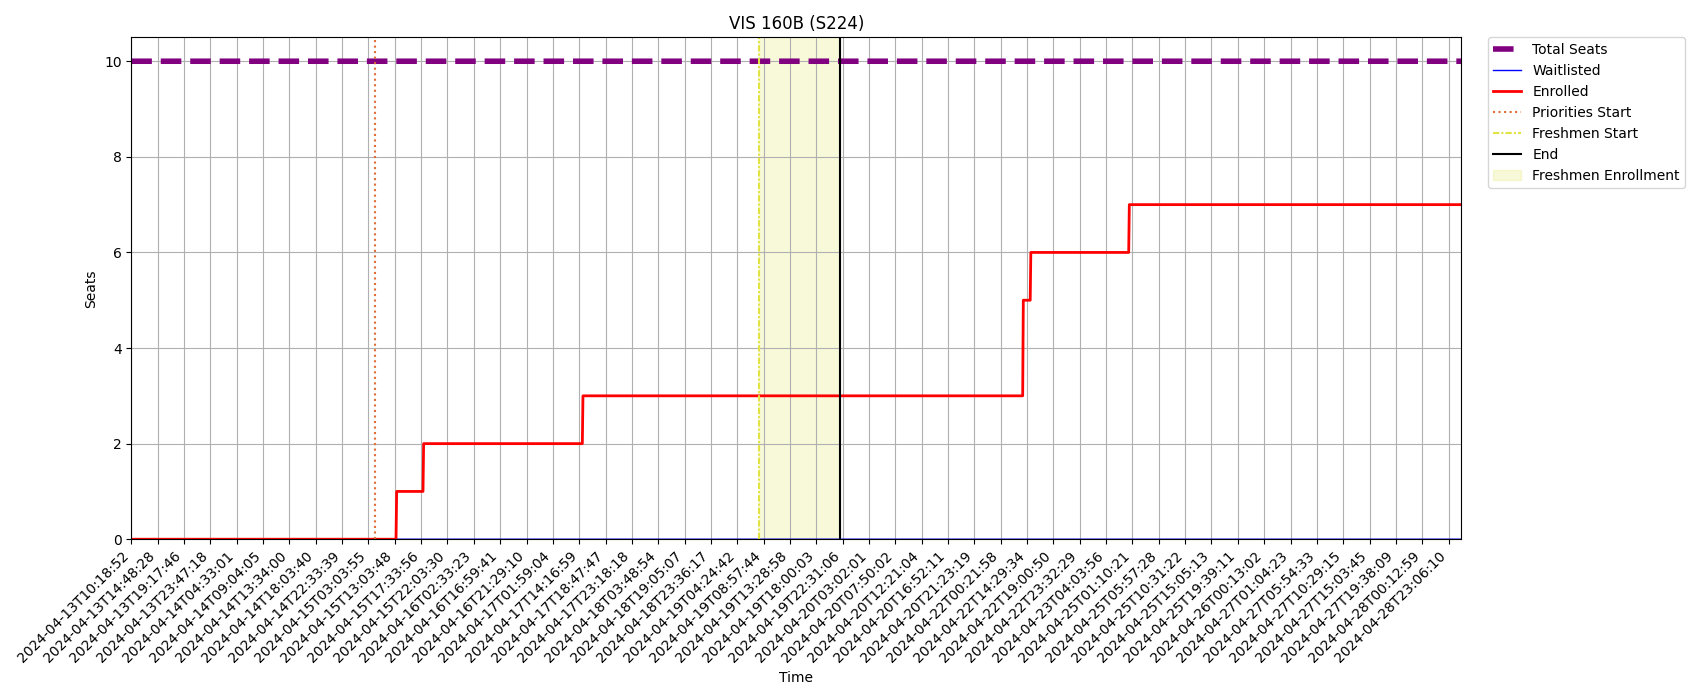 VIS 160B (S224)
Total Seats
Waitlisted
Enrolled
Priorities Start
Freshmen Start
End
Freshmen Enrollment
Seats
10
8
6
4
2
0
2024-04-13T10:18:52
2024-04-13T14:48:28
2024-04-13T19:17:46
2024-04-13T23:47:18
2024-04-14T04:33:01
2024-04-14T09:04:05
2024-04-14T13:34:00
2024-04-14T18:03:40
2024-04-14T22:33:39
2024-04-15T03:03:55
2024-04-15T13:03:48
2024-04-15T17:33:56
2024-04-15T22:03:30
2024-04-16T02:33:23
2024-04-16T16:59:41
2024-04-16T21:29:10
2024-04-17T01:59:04
2024-04-17T14:16:59
2024-04-17T18:47:47
2024-04-17T23:18:18
2024-04-18T03:48:54
2024-04-18T19:05:07
2024-04-18T23:36:17
2024-04-19T04:24:42
2024-04-19T08:57:44
2024-04-19T13:28:58
2024-04-19T18:00:03
2024-04-19T22:31:06
2024-04-20T03:02:01
2024-04-20T07:50:02
2024-04-20T12:21:04
2024-04-20T16:52:11
2024-04-20T21:23:19
2024-04-22T00:21:58
2024-04-22T14:29:34
2024-04-22T19:00:50
2024-04-22T23:32:29
2024-04-23T04:03:56
2024-04-25T01:10:21
2024-04-25T05:57:28
2024-04-25T10:31:22
2024-04-25T15:05:13
2024-04-25T19:39:11
2024-04-26T00:13:02
2024-04-27T01:04:23
2024-04-27T05:54:33
2024-04-27T10:29:15
2024-04-27T15:03:45
2024-04-27T19:38:09
2024-04-28T00:12:59
2024-04-28T23:06:10
Time